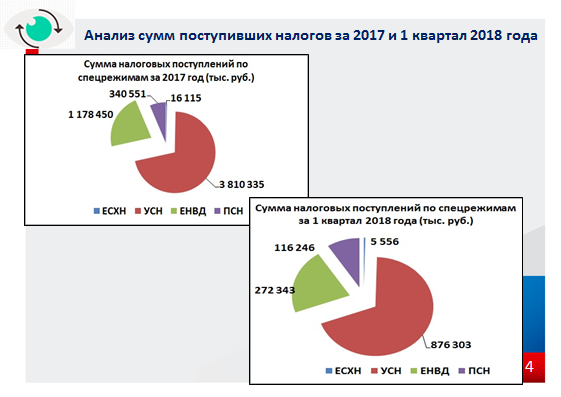 Анализ сумм поступивших налогов за 2017 и 1 квартал 2018 года
Сумма налоговых поступлений по
спецрежимам за 2017 год (тыс. руб.)
340 551
16 115
1 178 450
3 810 335
ЕСХН УСН ЕНВД ПСН
Сумма налоговых поступлений по спецрежимам
за 1 квартал 2018 года (тыс. руб.)
5 556
116 246
272 343
876 303
ЕСХН УСН ЕНВД ПСН
4